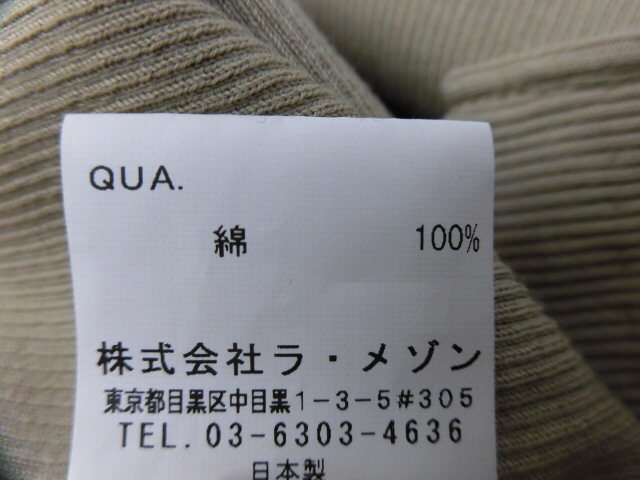 QUA.
綿 100%
株式会社ラ・メゾン
東京都目黒区中目黒1-3-5#305
TEL.03-6303-4636
日本製